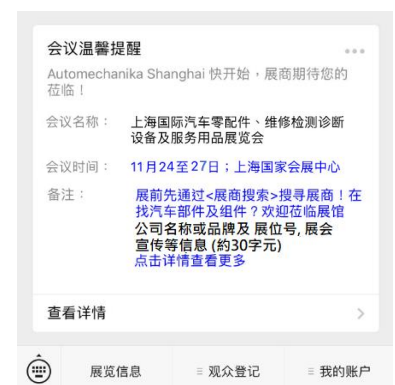 会议温馨提醒
Automechanika Shanghai 快开始，展商期待您的
莅临！
会议名称： 上海国际汽车零配件、维修检测诊断
设备及服务用品展览会
会议时间： 11月24至27日；上海国家会展中心
备注： 展前先通过<展商搜索>搜寻展商！在
找汽车部件及组件？欢迎莅临展馆
公司名称或品牌及 展位号, 展会
宣传等信息 (約30字元)
点击详情查看更多
查看详情
展览信息 观众登记 我的账户